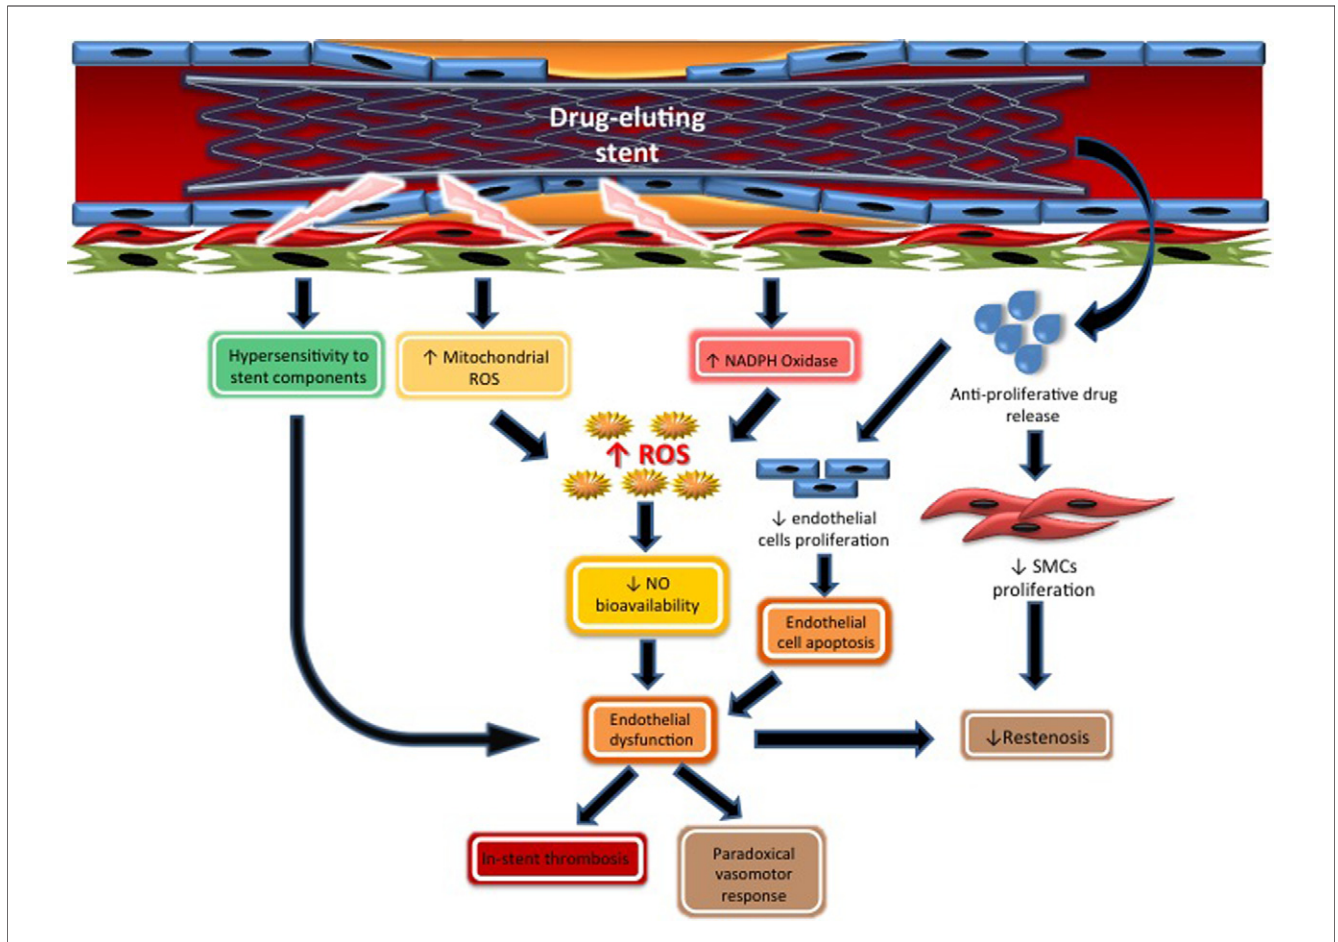 Drug-eluting
stent
Hypersensitivity to
stent components
↑ Mitochondrial
ROS
↑ NADPH Oxidase
Anti-proliferative drug
release
↑ ROS
↓ endothelial
cells proliferation
↓ SMCs
proliferation
↓ NO
bioavailability
Endothelial
cell apoptosis
Endothelial
dysfunction
↓Restenosis
In-stent thrombosis
Paradoxical
vasomotor
response